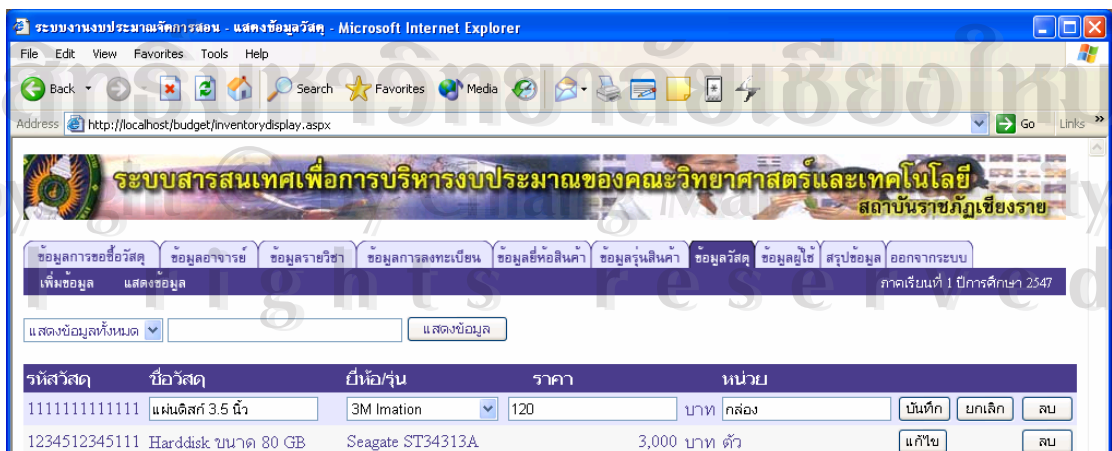 ระบบงานงบประมาณจัดการสอน - แสดงข้อมูลวัสดุ - Microsoft Internet Explorer
File Edit View Favorites Tools Help
Back Search Favorites Media
Address http://localhost/budget/inventorydisplay.aspx Go Links »
ระบบสารสนเทศเพื่อการบริหารงบประมาณของคณะวิทยาศาสตร์และเทคโนโลยี
สถาบันราชภัฏเชียงราย
ข้อมูลการขอซื้อวัสดุ ข้อมูลอาจารย์ ข้อมูลรายวิชา ข้อมูลการลงทะเบียน ข้อมูลยี่ห้อสินค้า ข้อมูลรุ่นสินค้า ข้อมูลวัสดุ ข้อมูลผู้ใช้ สรุปข้อมูล ออกจากระบบ
เพิ่มข้อมูล แสดงข้อมูล ภาคเรียนที่ 1 ปีการศึกษา 2547
แสดงข้อมูลทั้งหมด แสดงข้อมูล
รหัสวัสดุ ชื่อวัสดุ ยี่ห้อ/รุ่น ราคา หน่วย
1111111111111 แผ่นดิสก์ 3.5 นิ้ว 3M Imation 120 บาท กล่อง บันทึก ยกเลิก ลบ
1234512345111 Harddisk ขนาด 80 GB Seagate ST34313A 3,000 บาท ตัว แก้ไข ลบ